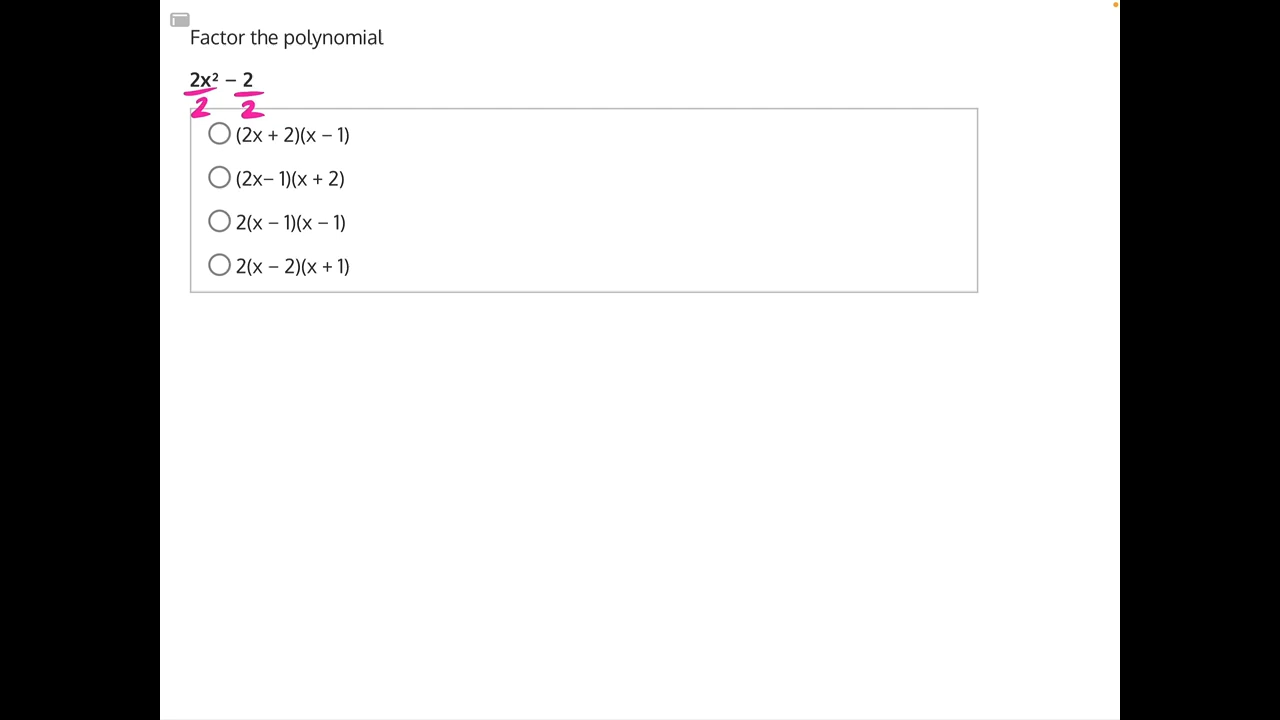 Factor the polynomial
2x² – 2
2 2
(2x + 2)(x – 1)
(2x– 1)(x + 2)
2(x – 1)(x – 1)
2(x – 2)(x + 1)